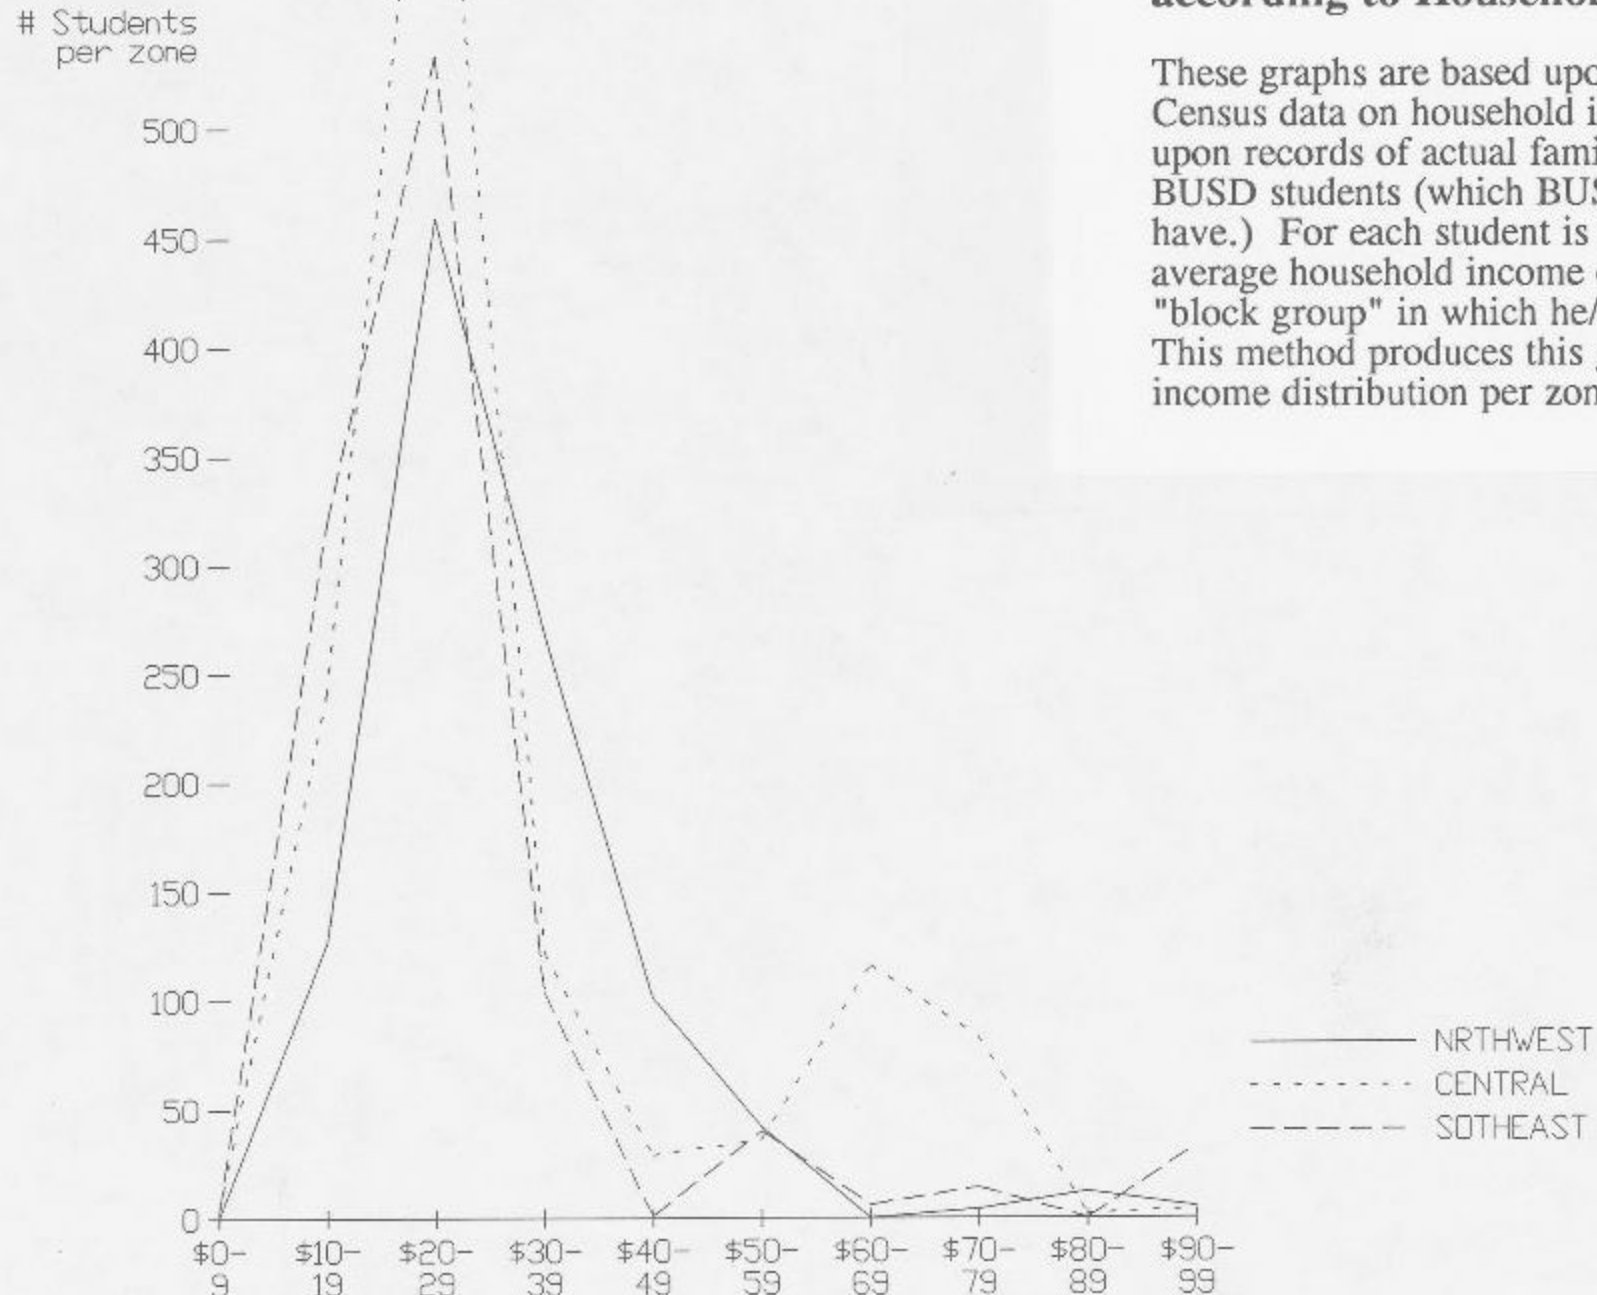 # Students
per zone
500
450
400
350
300
250
200
150
100
50
0
$0- $10- $20- $30- $40- $50- $60- $70- $80- $90-
9 19 29 39 49 59 69 79 89 99
NRTHWEST
CENTRAL
SOTHEAST
according to Househol
These graphs are based upo
Census data on household i
upon records of actual fami
BUSD students (which BUS
have.) For each student is
average household income
"block group" in which he/
This method produces this
income distribution per zon